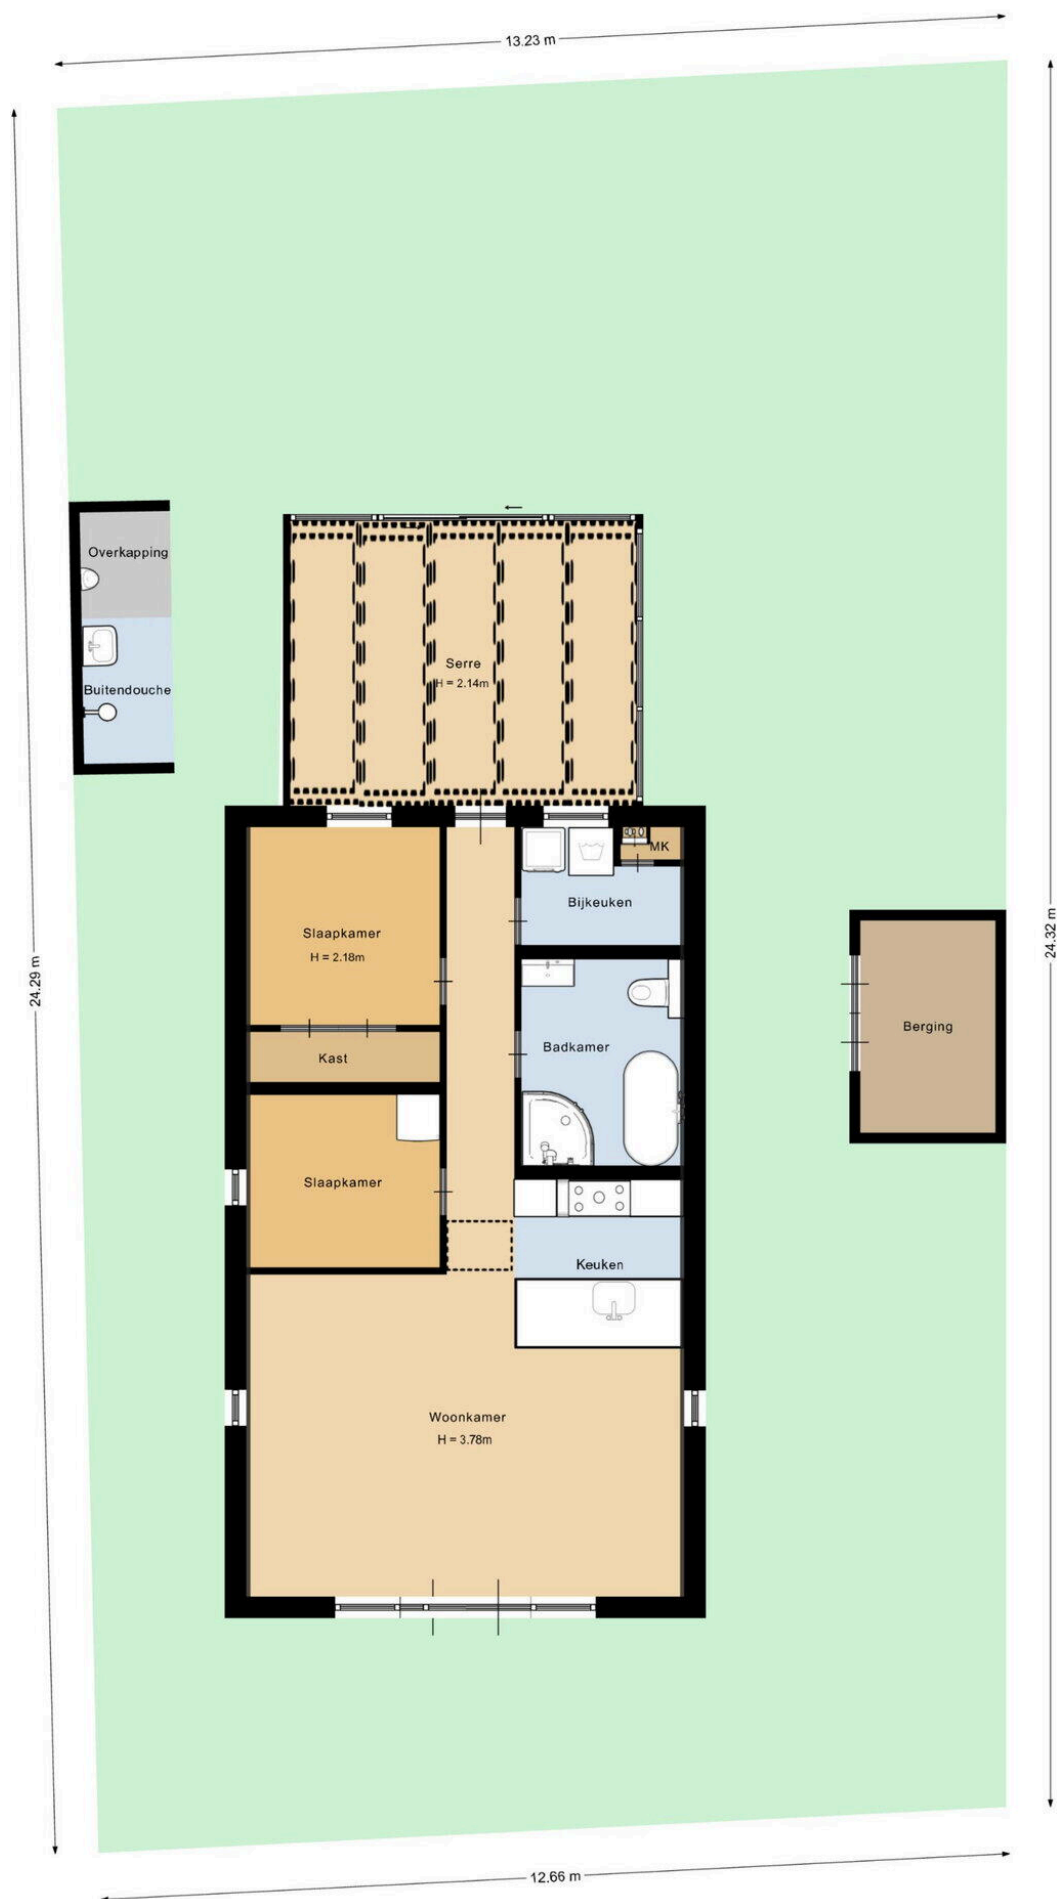 13.23 m
Overkapping
Serre
H = 2.14m
Buitendouche
MK
Bijkeuken
Slaapkamer
H = 2.18m
24.29 m
24.32 m
Berging
Badkamer
Kast
Slaapkamer
Keuken
Woonkamer
H = 3.78m
12.66 m